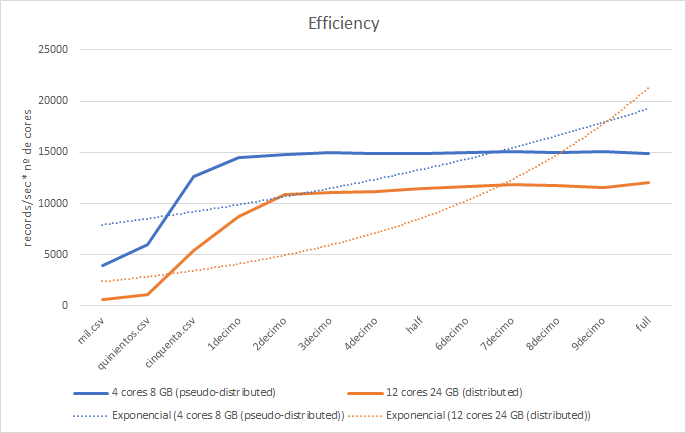 Efficiency
25000
20000
15000
10000
5000
0
records/sec * nº de cores
mil.csv
quinientos.csv
cinquenta.csv
1decimo
2decimo
3decimo
4decimo
half
6decimo
7decimo
8decimo
9decimo
full
4 cores 8 GB (pseudo-distributed)
12 cores 24 GB (distributed)
Exponencial (4 cores 8 GB (pseudo-distributed))
Exponencial (12 cores 24 GB (distributed))